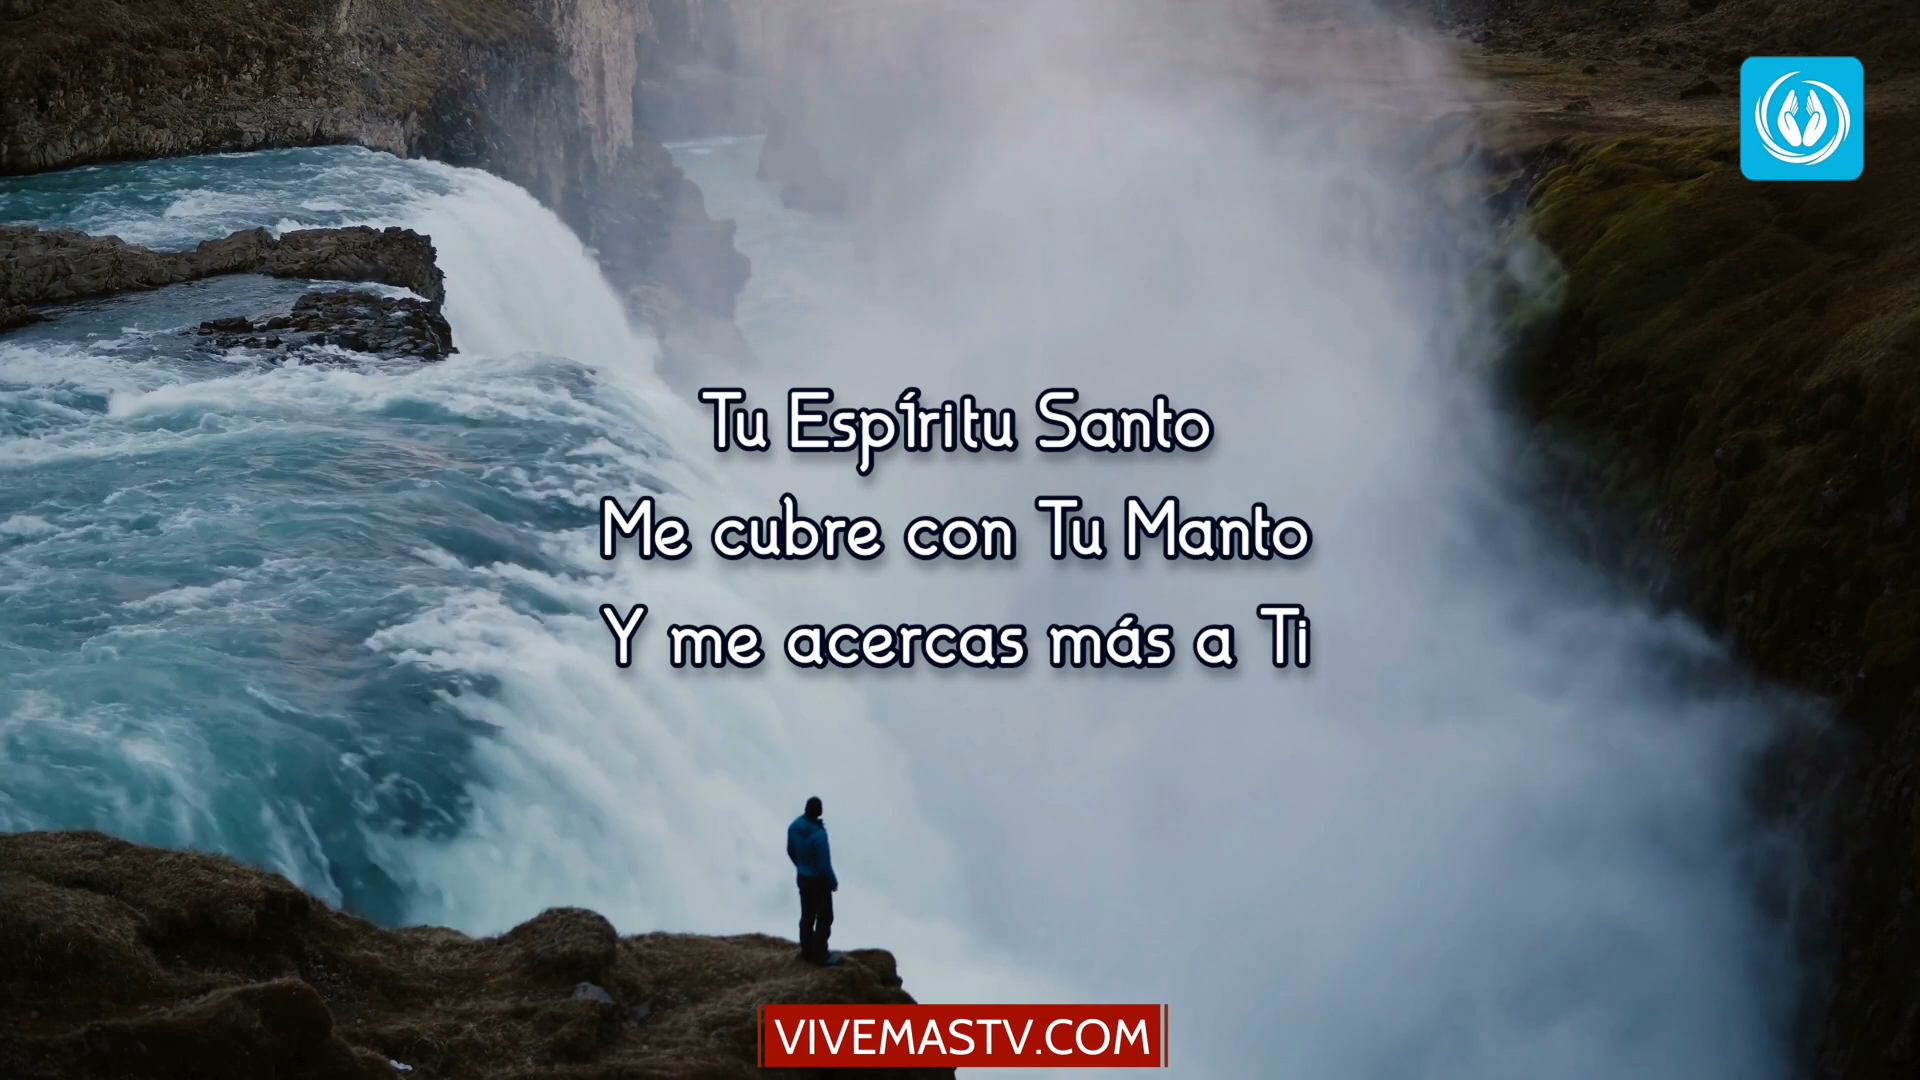 Tu Espíritu Santo
Me cubre con Tu Manto
Y me acercas más a Ti
VIVEMASTV.COM